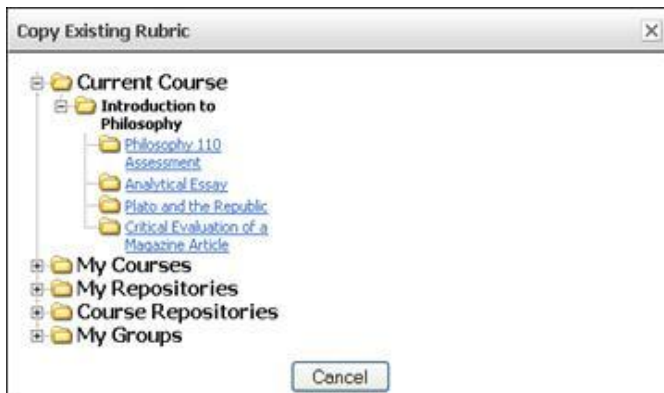 Copy Existing Rubric
Current Course
Introduction to
Philosophy
Philosophy 110
Assessment
Analytical Essay
Plato and the Republic
Critical Evaluation of a
Magazine Article
My Courses
My Repositories
Course Repositories
My Groups
Cancel